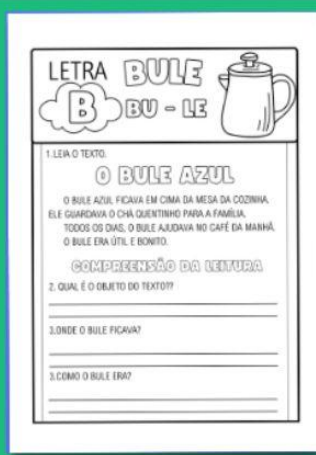 LETRA BULE
B BU - LE
1.LEIA O TEXTO.
O BULE AZUL
O BULE AZUL FICAVA EM CIMA DA MESA DA COZINHA,
ELE GUARDAVA O CHÁ QUENTINHO PARA A FAMÍLIA.
TODOS OS DIAS, O BULE AJUDAVA NO CAFÉ DA MANHÃ.
O BULE ERA ÚTIL E BONITO.
COMPREENSÃO DA LEITURA
2. QUAL É O OBJETO DO TEXTO??
3.ONDE O BULE FICAVA?
3.COMO O BULE ERA?